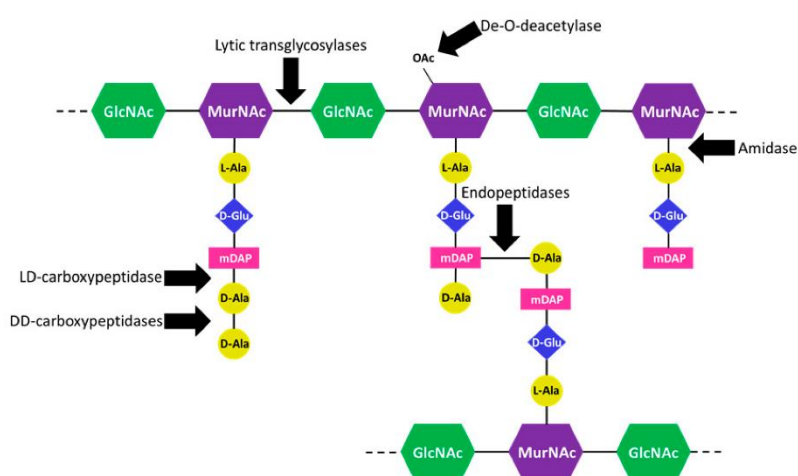 De-O-deacetylase
Lytic transglycosylases
OAc
GlcNAc MurNAc GlcNAc MurNAc GlcNAc MurNAc
Amidase
L-Ala L-Ala L-Ala
Endopeptidases
D-Glu D-Glu D-Glu
mDAP mDAP D-Ala mDAP
LD-carboxypeptidase
D-Ala D-Ala mDAP
DD-carboxypeptidases
D-Ala D-Glu
L-Ala
GlcNAc MurNAc GlcNAc